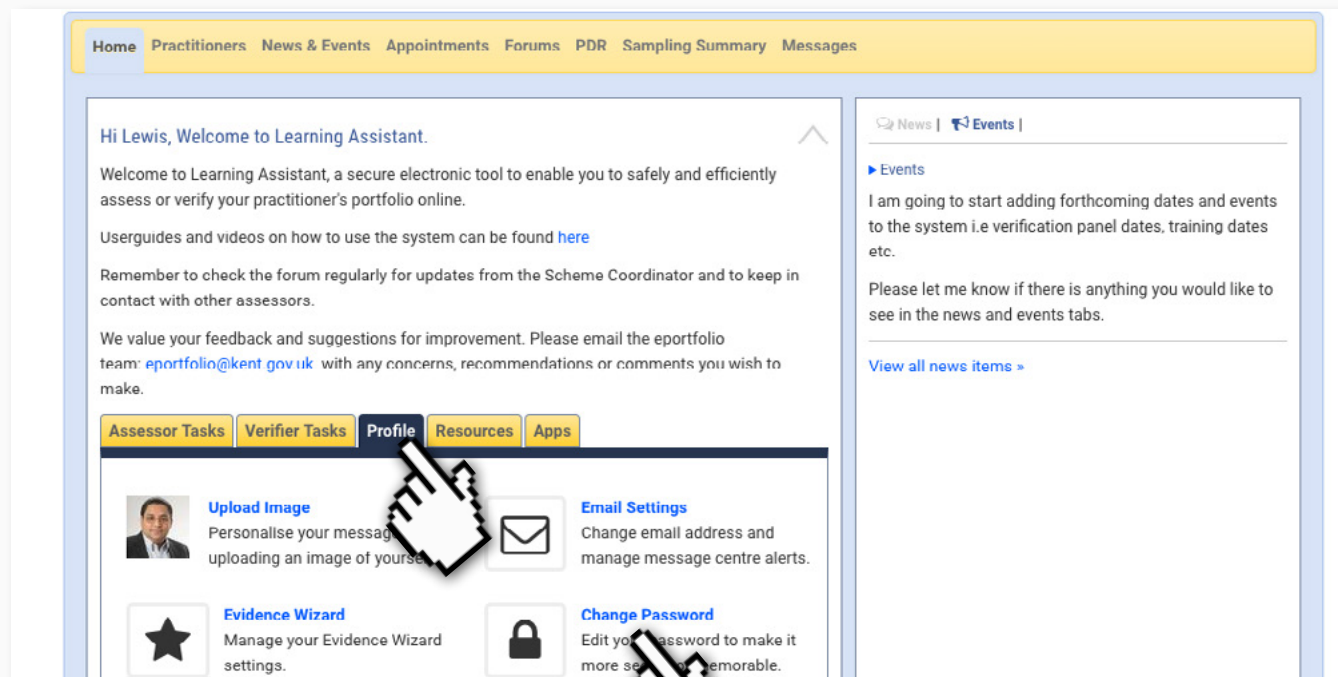 Home Practitioners News & Events Appointments Forums PDR Sampling Summary Messages
Hi Lewis, Welcome to Learning Assistant.
Welcome to Learning Assistant, a secure electronic tool to enable you to safely and efficiently
assess or verify your practitioner's portfolio online.
Userguides and videos on how to use the system can be found here
Remember to check the forum regularly for updates from the Scheme Coordinator and to keep in
contact with other assessors.
We value your feedback and suggestions for improvement. Please email the eportfolio
team: eportfolio@kent.gov.uk with any concerns, recommendations or comments you wish to
make.
Assessor Tasks Verifier Tasks Profile Resources Apps
Upload Image
Personalise your
uploading an image of
Email Settings
Change email address and
manage message centre alerts.
Evidence Wizard
Manage your Evidence Wizard
settings.
Change Password
Edit to make it
more
News | Events |
Events
I am going to start adding forthcoming dates and events
to the system i.e verification panel dates, training dates
etc.
Please let me know if there is anything you would like to
see in the news and events tabs.
View all news items »